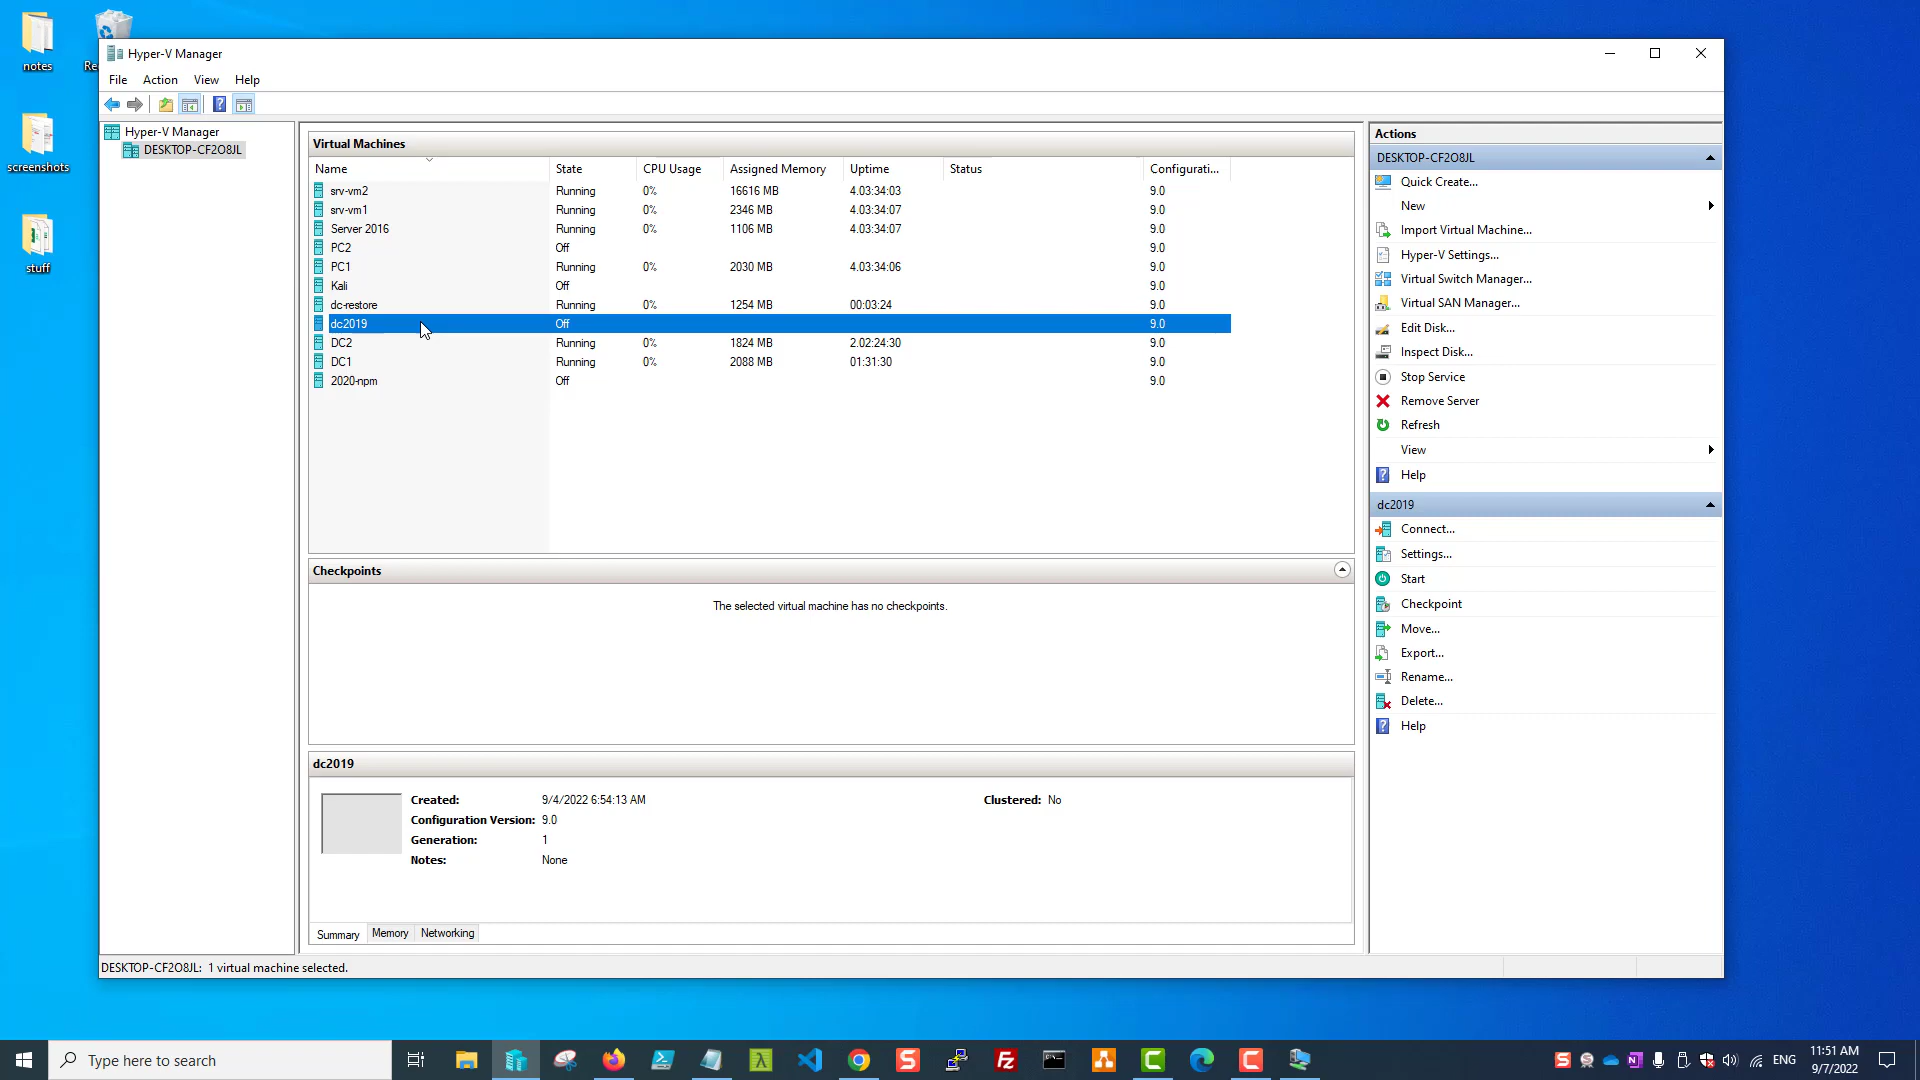 notes
Re
screenshots
stuff
Hyper-V Manager
File Action View Help
Hyper-V Manager
DESKTOP-CF2O8JL
Virtual Machines
Name State CPU Usage Assigned Memory Uptime Status Configurati...
srv-vm2 Running 0% 16616 MB 4.03:34:03 9.0
srv-vm1 Running 0% 2346 MB 4.03:34:07 9.0
Server 2016 Running 0% 1106 MB 4.03:34:07 9.0
PC2 Off 9.0
PC1 Running 0% 2030 MB 4.03:34:06 9.0
Kali Off 9.0
dc-restore Running 0% 1254 MB 00:03:24 9.0
dc2019 Off 9.0
DC2 Running 0% 1824 MB 2.02:24:30 9.0
DC1 Running 0% 2088 MB 01:31:30 9.0
2020-npm Off 9.0
Checkpoints
The selected virtual machine has no checkpoints.
dc2019
Created: 9/4/2022 6:54:13 AM Clustered: No
Configuration Version: 9.0
Generation: 1
Notes: None
Summary Memory Networking
Actions
DESKTOP-CF2O8JL
Quick Create...
New
Import Virtual Machine...
Hyper-V Settings...
Virtual Switch Manager...
Virtual SAN Manager...
Edit Disk...
Inspect Disk...
Stop Service
Remove Server
Refresh
View
Help
dc2019
Connect...
Settings...
Start
Checkpoint
Move...
Export...
Rename...
Delete...
Help
DESKTOP-CF2O8JL: 1 virtual machine selected.
Type here to search
ENG
11:51 AM
9/7/2022